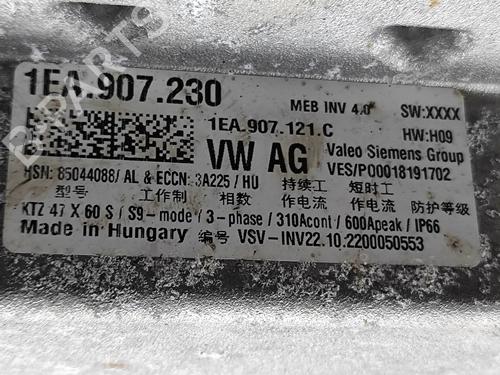 1EA.907.230
MEB INV 4.0
SW:XXXX
1EA.907.121.C
HW:H09
VW AG
Valeo Siemens Group
VES/P00018191702
HSN: 85044088/ AL & ECCN: 3A225 / HU
型号 工作制 相数 持续工作电流 短时工作电流 防护等级
KTZ 47 X 60 S / S9-mode / 3-phase / 310Acont / 600Apeak / IP66
Made in Hungary 编号 VSV-INV22.10.2200050553
B-PARTS